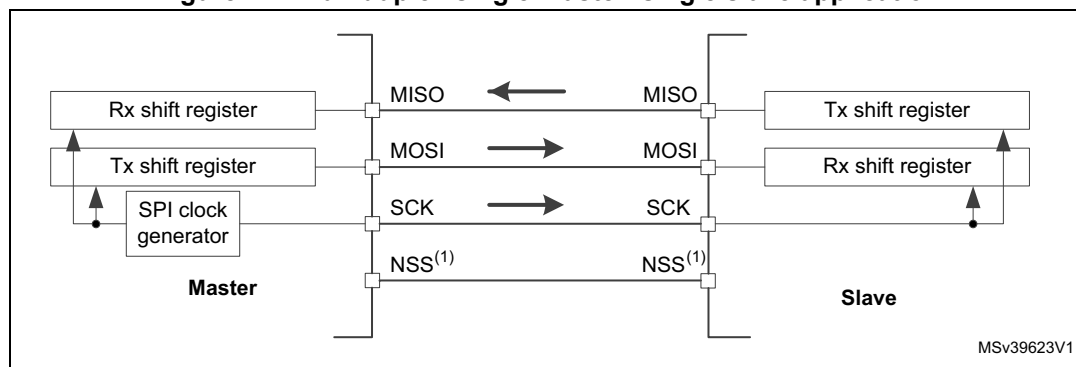 MISO MISO
Rx shift register Tx shift register
MOSI MOSI
Tx shift register Rx shift register
SPI clock
generator
SCK SCK
NSS(1) NSS(1)
Master Slave
MSv39623V1